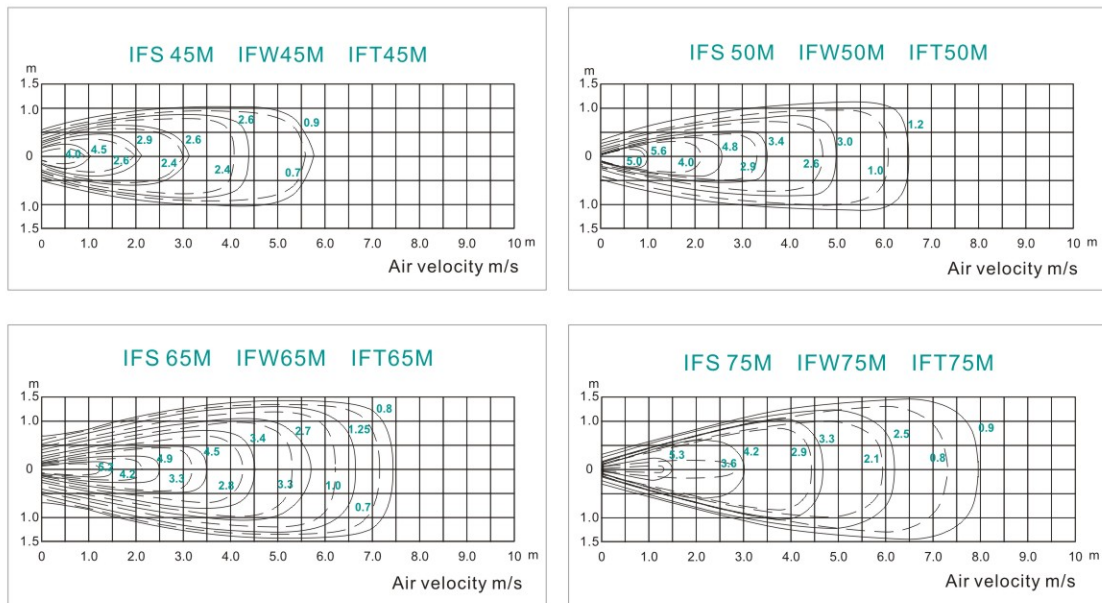 IFS 45M IFW45M IFT45M
m
1.5
1.0
0
1.0
1.5
4.0 4.5 2.6 2.9 2.4 2.6 2.4 2.6 0.7 0.9
0 1.0 2.0 3.0 4.0 5.0 6.0 7.0 8.0 9.0 10 m
Air velocity m/s
IFS 50M IFW50M IFT50M
m
1.5
1.0
0
1.0
1.5
5.0 5.6 4.0 4.8 2.9 3.4 2.6 3.0 1.0 1.2
0 1.0 2.0 3.0 4.0 5.0 6.0 7.0 8.0 9.0 10 m
Air velocity m/s
IFS 65M IFW65M IFT65M
m
1.5
1.0
0
1.0
1.5
4.2 4.9 3.3 4.5 2.8 3.4 3.3 2.7 1.0 1.25 0.7 0.8
0 1.0 2.0 3.0 4.0 5.0 6.0 7.0 8.0 9.0 10 m
Air velocity m/s
IFS 75M IFW75M IFT75M
m
1.5
1.0
0
1.0
1.5
5.3 3.6 4.2 2.9 3.3 2.1 2.5 0.8 0.9
0 1.0 2.0 3.0 4.0 5.0 6.0 7.0 8.0 9.0 10 m
Air velocity m/s